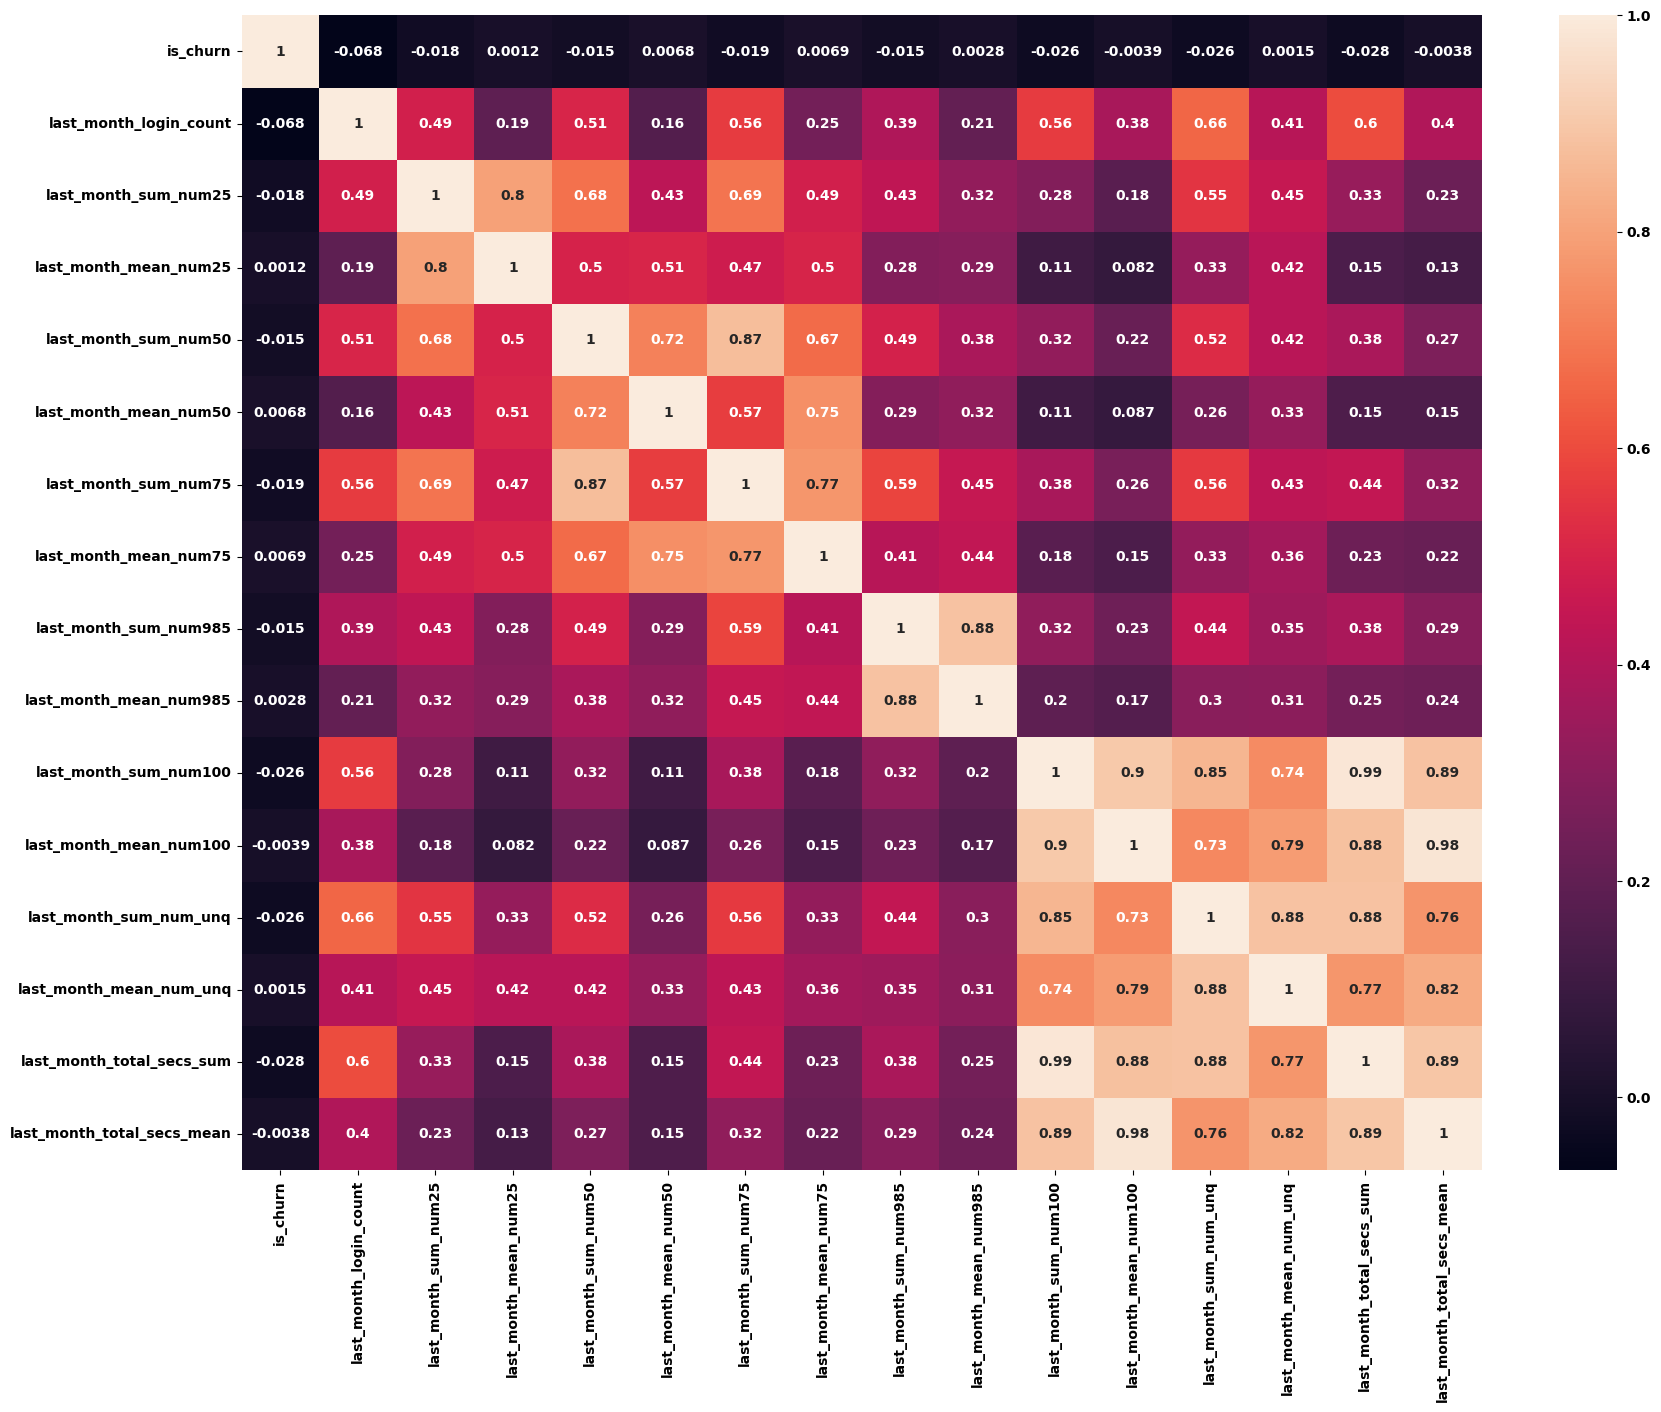 is_churn 1 -0.068 -0.018 0.0012 -0.015 0.0068 -0.019 0.0069 -0.015 0.0028 -0.026 -0.0039 -0.026 0.0015 -0.028 -0.0038
last_month_login_count -0.068 1 0.49 0.19 0.51 0.16 0.56 0.25 0.39 0.21 0.56 0.38 0.66 0.41 0.6 0.4
last_month_sum_num25 -0.018 0.49 1 0.8 0.68 0.43 0.69 0.49 0.43 0.32 0.28 0.18 0.55 0.45 0.33 0.23
last_month_mean_num25 0.0012 0.19 0.8 1 0.5 0.51 0.47 0.5 0.28 0.29 0.11 0.082 0.33 0.42 0.15 0.13
last_month_sum_num50 -0.015 0.51 0.68 0.5 1 0.72 0.87 0.67 0.49 0.38 0.32 0.22 0.52 0.42 0.38 0.27
last_month_mean_num50 0.0068 0.16 0.43 0.51 0.72 1 0.57 0.75 0.29 0.32 0.11 0.087 0.26 0.33 0.15 0.15
last_month_sum_num75 -0.019 0.56 0.69 0.47 0.87 0.57 1 0.77 0.59 0.45 0.38 0.26 0.56 0.43 0.44 0.32
last_month_mean_num75 0.0069 0.25 0.49 0.5 0.67 0.75 0.77 1 0.41 0.44 0.18 0.15 0.33 0.36 0.23 0.22
last_month_sum_num985 -0.015 0.39 0.43 0.28 0.49 0.29 0.59 0.41 1 0.88 0.32 0.23 0.44 0.35 0.38 0.29
last_month_mean_num985 0.0028 0.21 0.32 0.29 0.38 0.32 0.45 0.44 0.88 1 0.2 0.17 0.3 0.31 0.25 0.24
last_month_sum_num100 -0.026 0.56 0.28 0.11 0.32 0.11 0.38 0.18 0.32 0.2 1 0.9 0.85 0.74 0.99 0.89
last_month_mean_num100 -0.0039 0.38 0.18 0.082 0.22 0.087 0.26 0.15 0.23 0.17 0.9 1 0.73 0.79 0.88 0.98
last_month_sum_num_unq -0.026 0.66 0.55 0.33 0.52 0.26 0.56 0.33 0.44 0.3 0.85 0.73 1 0.88 0.88 0.76
last_month_mean_num_unq 0.0015 0.41 0.45 0.42 0.42 0.33 0.43 0.36 0.35 0.31 0.74 0.79 0.88 1 0.77 0.82
last_month_total_secs_sum -0.028 0.6 0.33 0.15 0.38 0.15 0.44 0.23 0.38 0.25 0.99 0.88 0.88 0.77 1 0.89
last_month_total_secs_mean -0.0038 0.4 0.23 0.13 0.27 0.15 0.32 0.22 0.29 0.24 0.89 0.98 0.76 0.82 0.89 1
is_churn
last_month_login_count
last_month_sum_num25
last_month_mean_num25
last_month_sum_num50
last_month_mean_num50
last_month_sum_num75
last_month_mean_num75
last_month_sum_num985
last_month_mean_num985
last_month_sum_num100
last_month_mean_num100
last_month_sum_num_unq
last_month_mean_num_unq
last_month_total_secs_sum
last_month_total_secs_mean
1.0
0.8
0.6
0.4
0.2
0.0